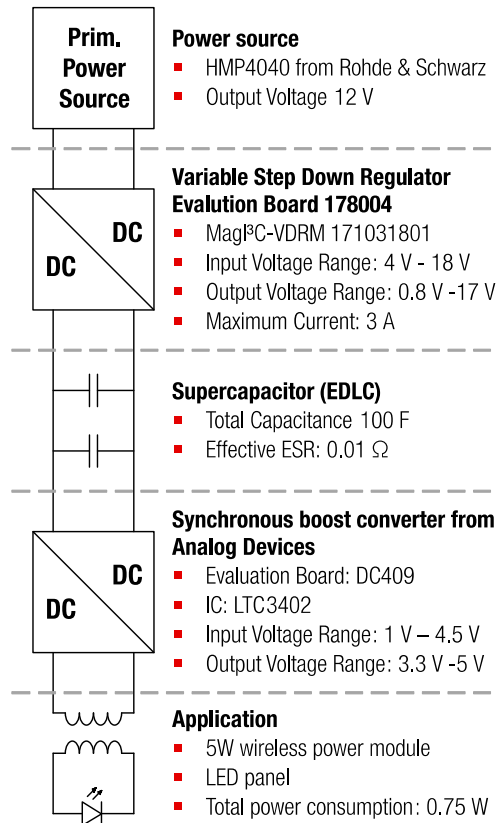 Prim.
Power
Source
Power source
HMP4040 from Rohde & Schwarz
Output Voltage 12 V
DC
DC
Variable Step Down Regulator
Evalution Board 178004
MagI³C-VDRM 171031801
Input Voltage Range: 4 V - 18 V
Output Voltage Range: 0.8 V -17 V
Maximum Current: 3 A
Supercapacitor (EDLC)
Total Capacitance 100 F
Effective ESR: 0.01 Ω
DC
DC
Synchronous boost converter from
Analog Devices
Evaluation Board: DC409
IC: LTC3402
Input Voltage Range: 1 V – 4.5 V
Output Voltage Range: 3.3 V -5 V
Application
5W wireless power module
LED panel
Total power consumption: 0.75 W